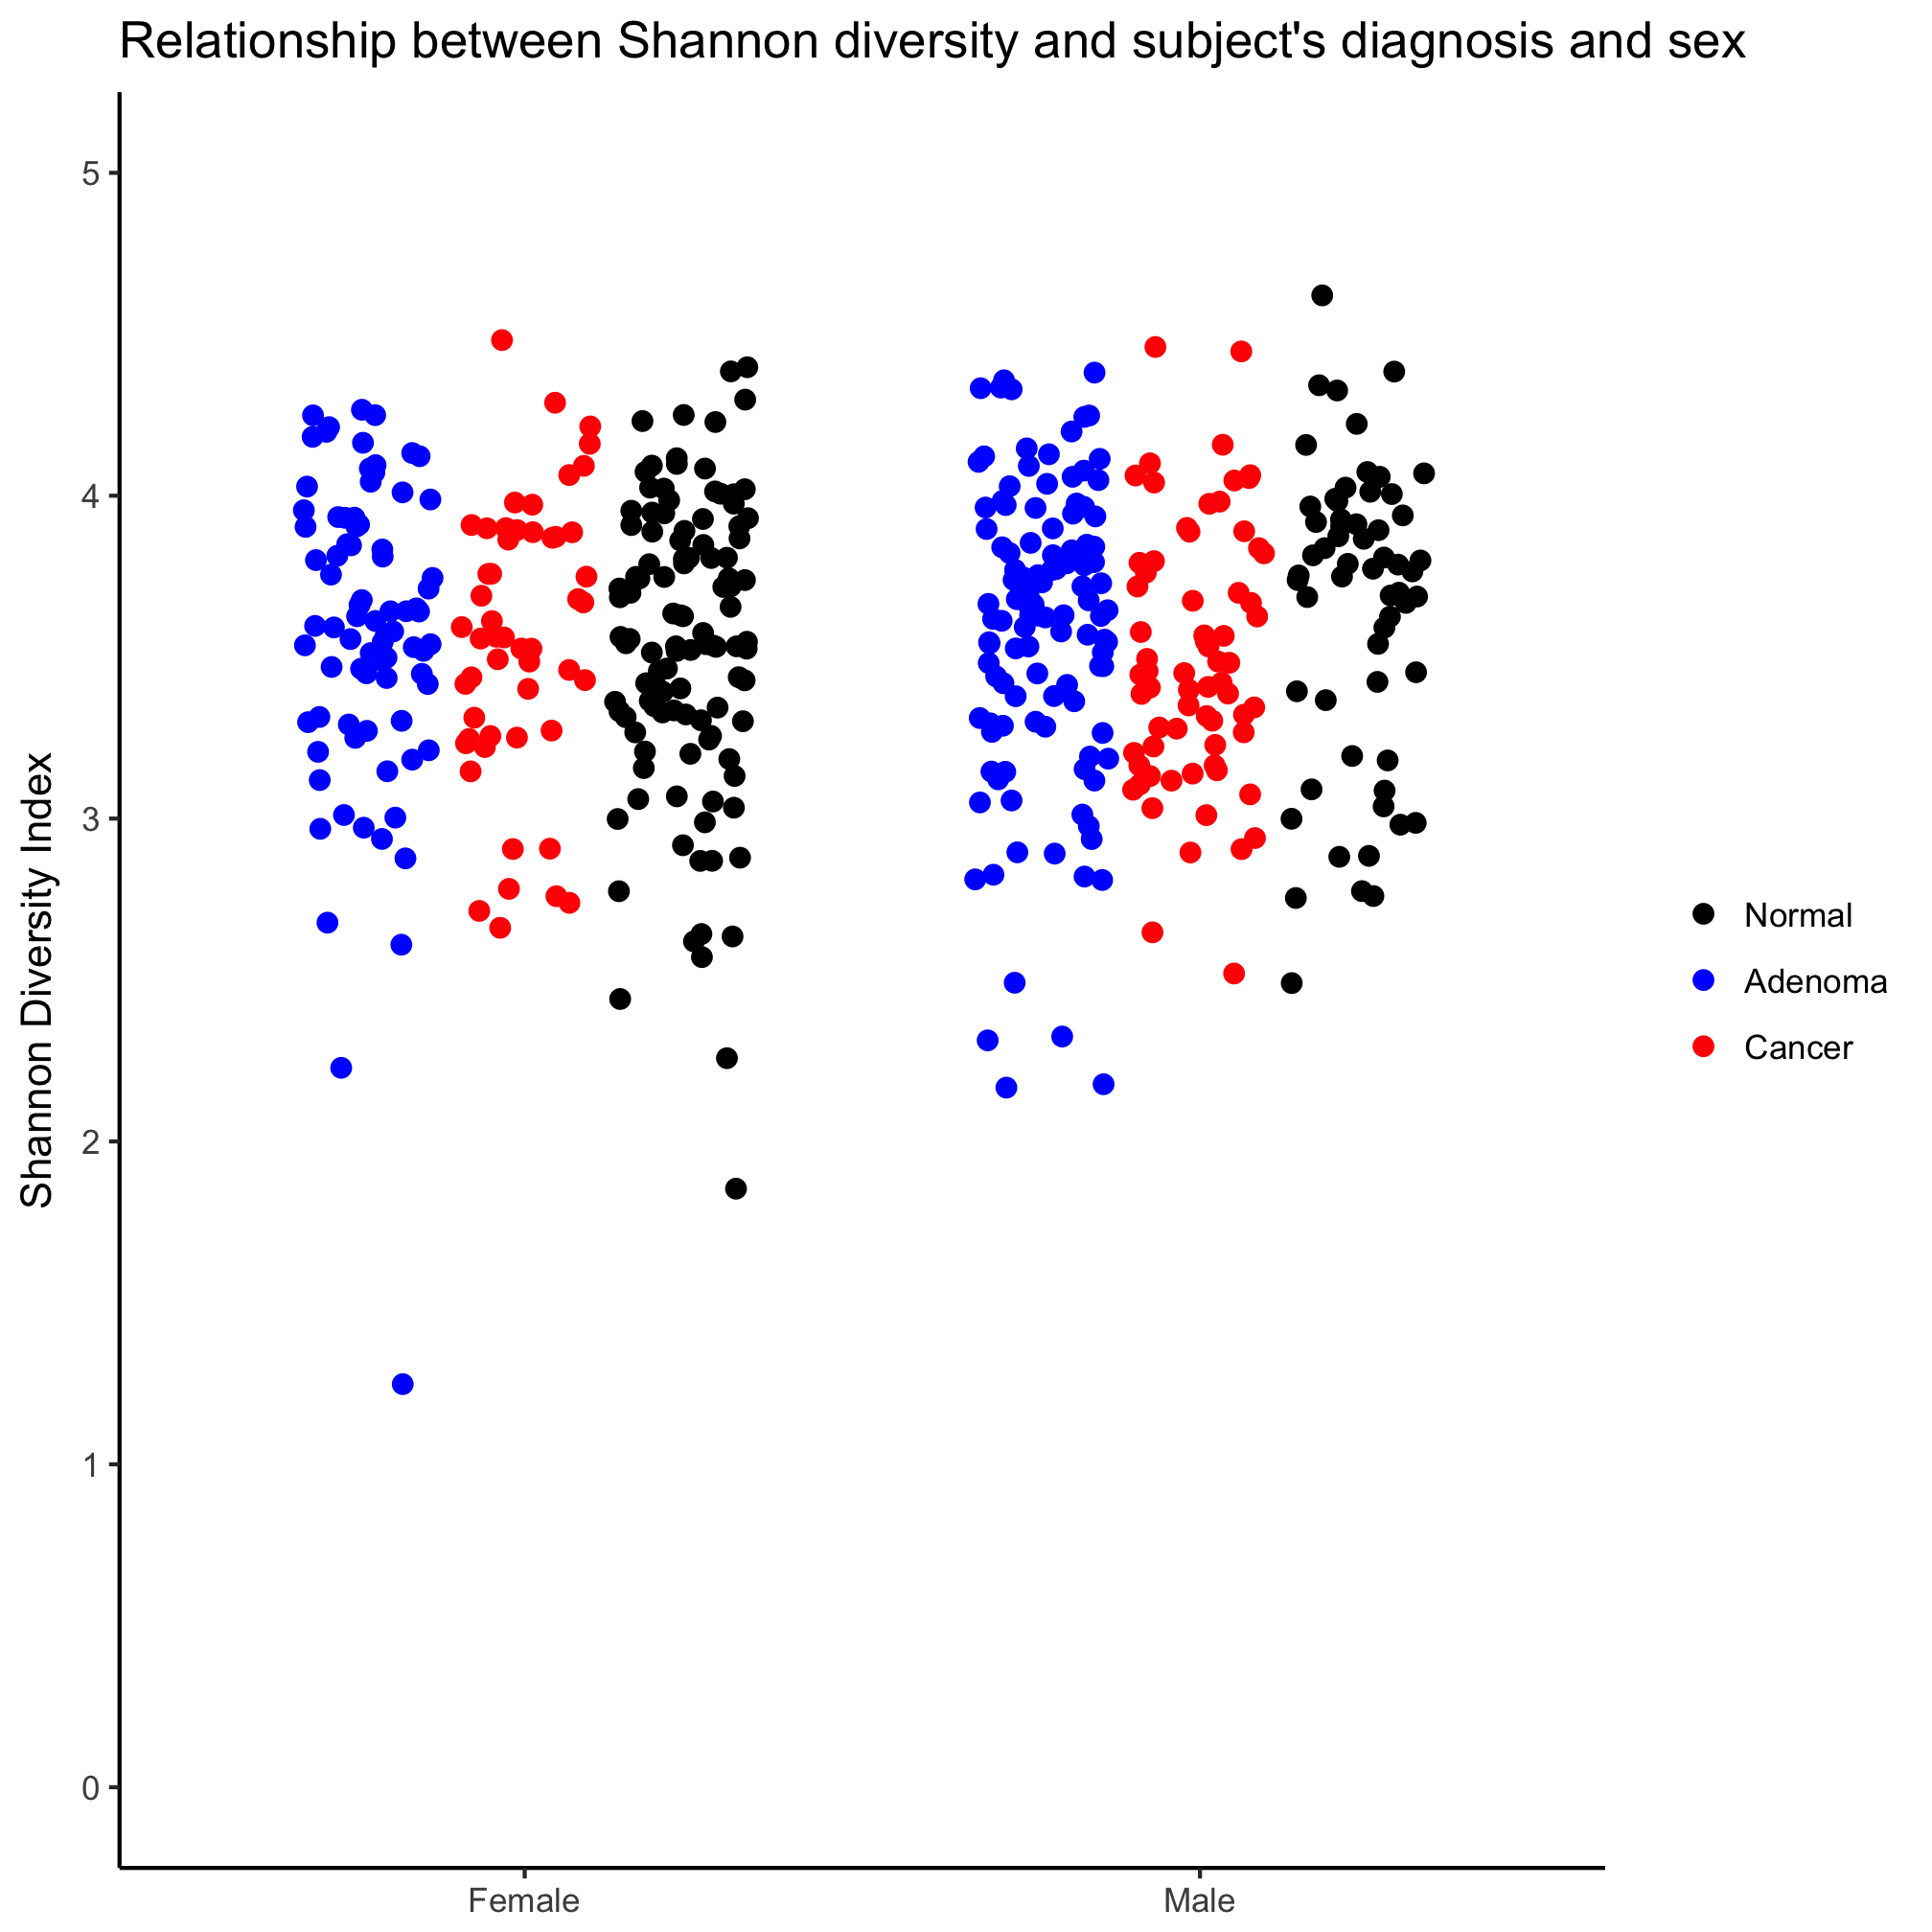 Relationship between Shannon diversity and subject's diagnosis and sex
Shannon Diversity Index
5
4
3
2
1
0
Female
Male
Normal
Adenoma
Cancer